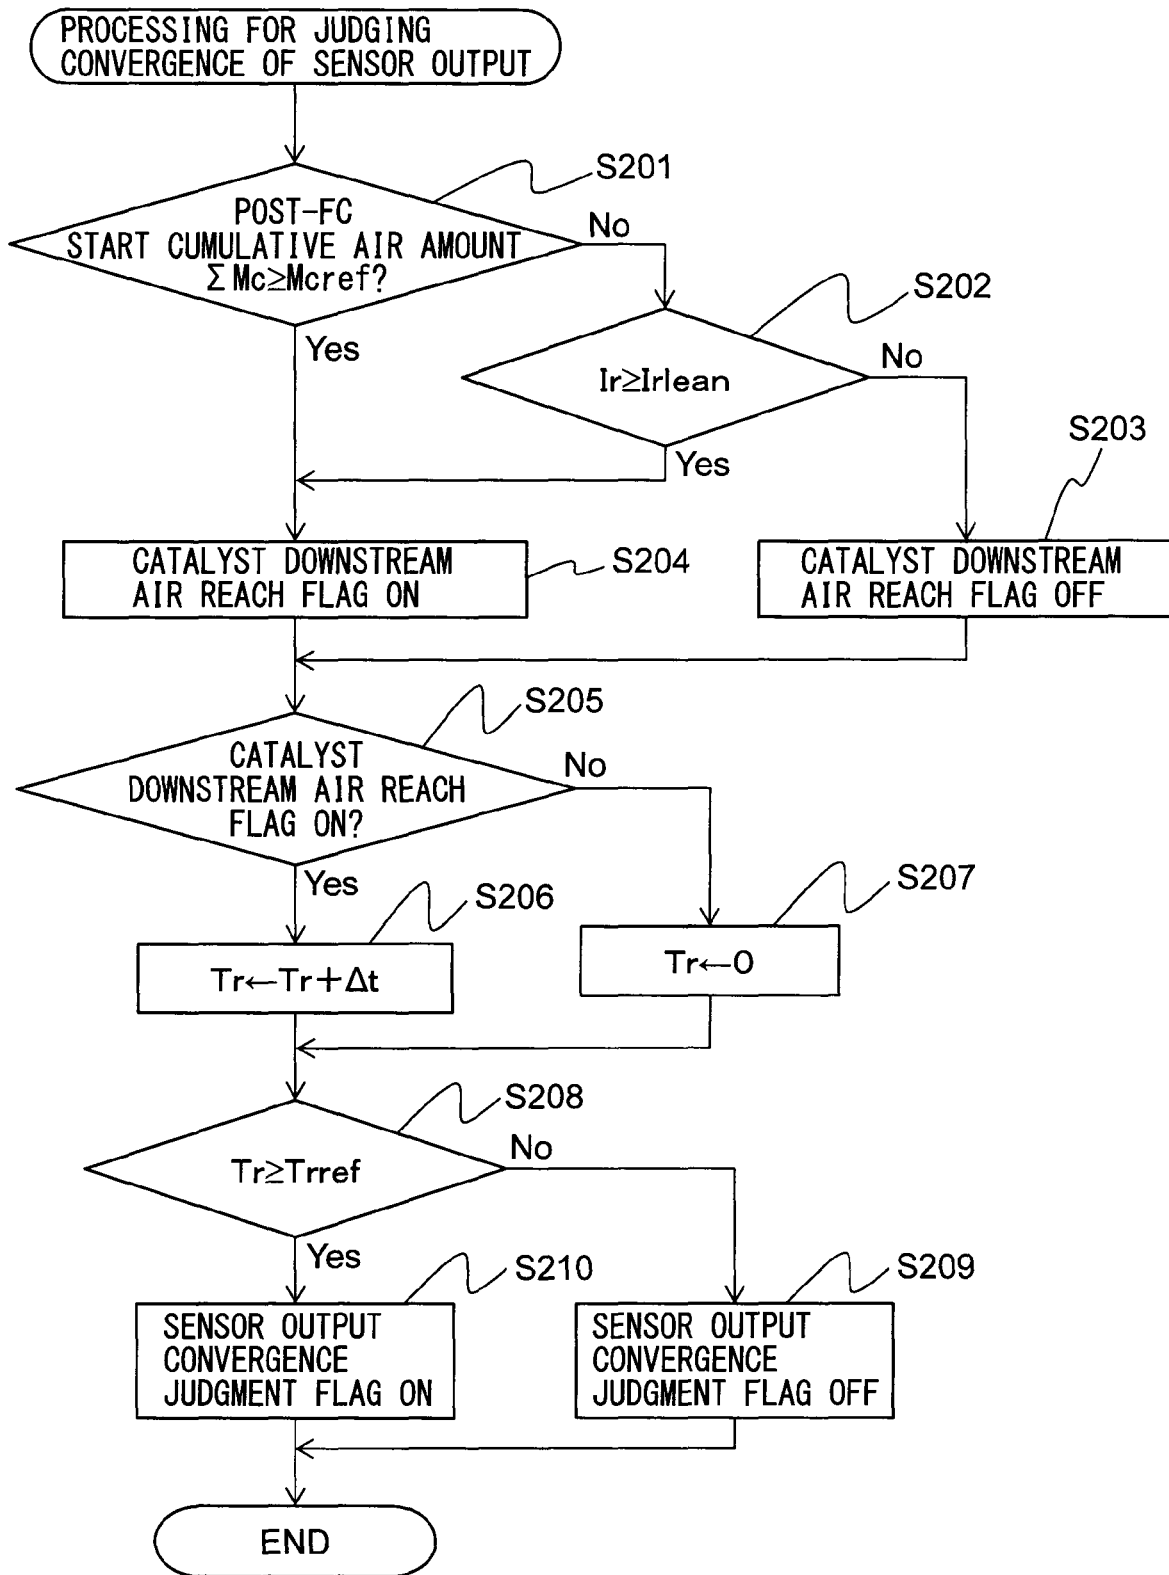 PROCESSING FOR JUDGING
CONVERGENCE OF SENSOR OUTPUT
S201
POST-FC
START CUMULATIVE AIR AMOUNT
ΣMc≥Mcref?
No
Yes
S202
Ir≥Irlean
No
Yes
S203
CATALYST DOWNSTREAM
AIR REACH FLAG ON
S204
CATALYST DOWNSTREAM
AIR REACH FLAG OFF
S205
CATALYST
DOWNSTREAM AIR REACH
FLAG ON?
No
Yes
S206
Tr←Tr+Δt
S207
Tr←0
S208
Tr≥Trref
No
Yes
S210
SENSOR OUTPUT
CONVERGENCE
JUDGMENT FLAG ON
S209
SENSOR OUTPUT
CONVERGENCE
JUDGMENT FLAG OFF
END